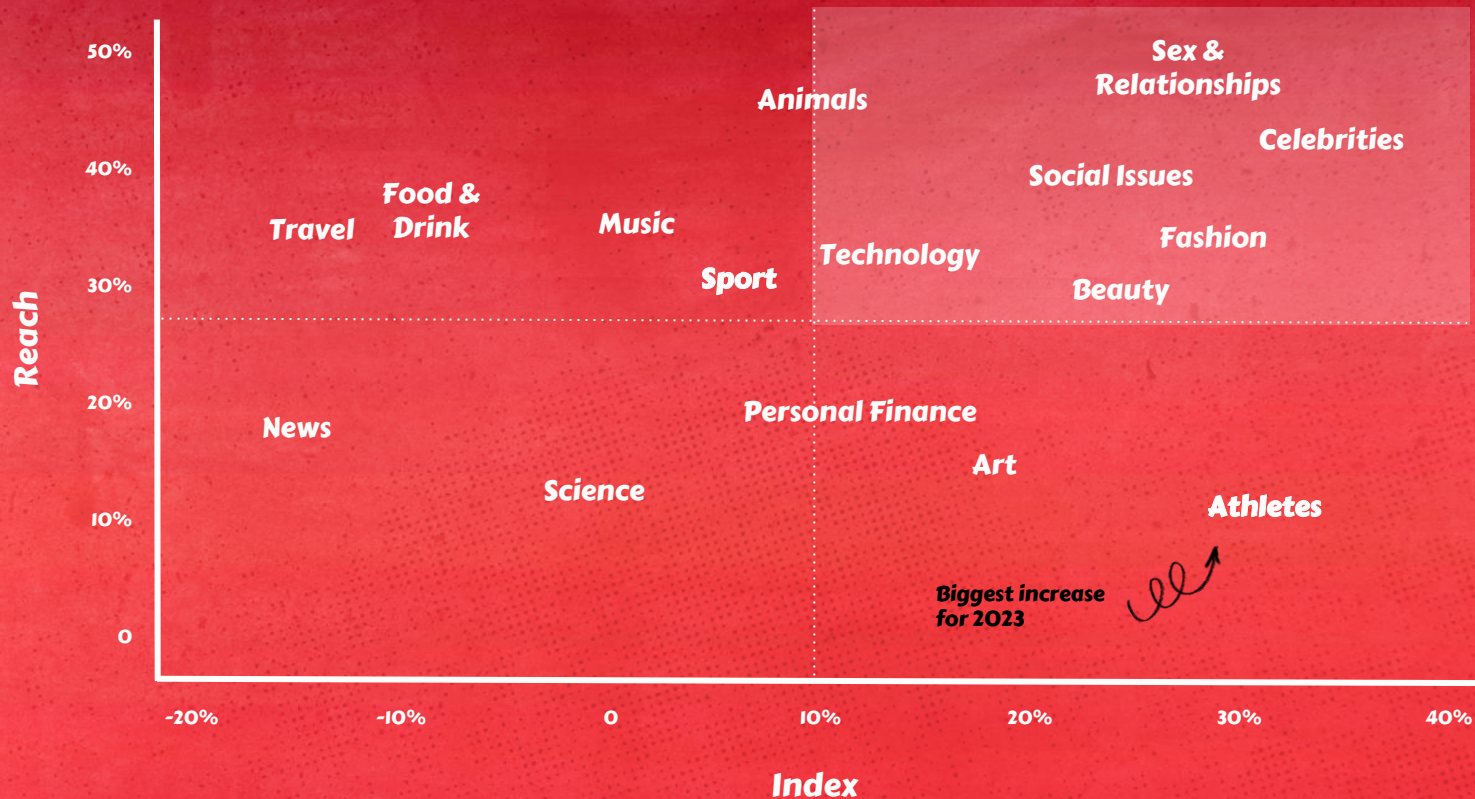 50%
40%
30%
20%
10%
0
Reach
Sex &
Relationships
Animals
Celebrities
Social Issues
Food &
Drink
Travel
Music
Fashion
Technology
Sport
Beauty
Personal Finance
News
Art
Science
Athletes
Biggest increase
for 2023
-20%
-10%
0
10%
20%
30%
40%
Index